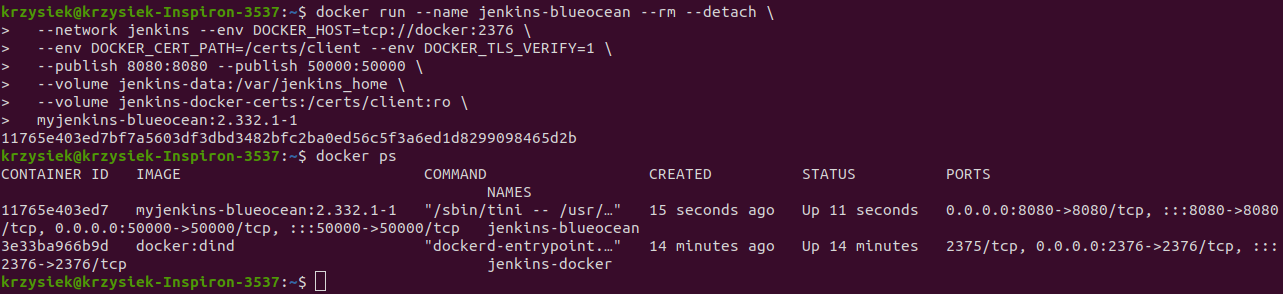 krzysiek@krzysiek-Inspiron-3537:~$ docker run --name jenkins-blueocean --rm --detach \
>   --network jenkins --env DOCKER_HOST=tcp://docker:2376 \
>   --env DOCKER_CERT_PATH=/certs/client --env DOCKER_TLS_VERIFY=1 \
>   --publish 8080:8080 --publish 50000:50000 \
>   --volume jenkins-data:/var/jenkins_home \
>   --volume jenkins-docker-certs:/certs/client:ro \
>   myjenkins-blueocean:2.332.1-1
11765e403ed7bf7a5603df3dbd3482bfc2ba0ed56c5f3a6ed1d8299098465d2b
krzysiek@krzysiek-Inspiron-3537:~$ docker ps
CONTAINER ID   IMAGE                           COMMAND                  CREATED          STATUS          PORTS
                                                      NAMES
11765e403ed7   myjenkins-blueocean:2.332.1-1   "/sbin/tini -- /usr/…"   15 seconds ago   Up 11 seconds   0.0.0.0:8080->8080/tcp, :::8080->8080
/tcp, 0.0.0.0:50000->50000/tcp, :::50000->50000/tcp   jenkins-blueocean
3e33ba966b9d   docker:dind                     "dockerd-entrypoint.…"   14 minutes ago   Up 14 minutes   2375/tcp, 0.0.0.0:2376->2376/tcp, :::
2376->2376/tcp                                        jenkins-docker
krzysiek@krzysiek-Inspiron-3537:~$